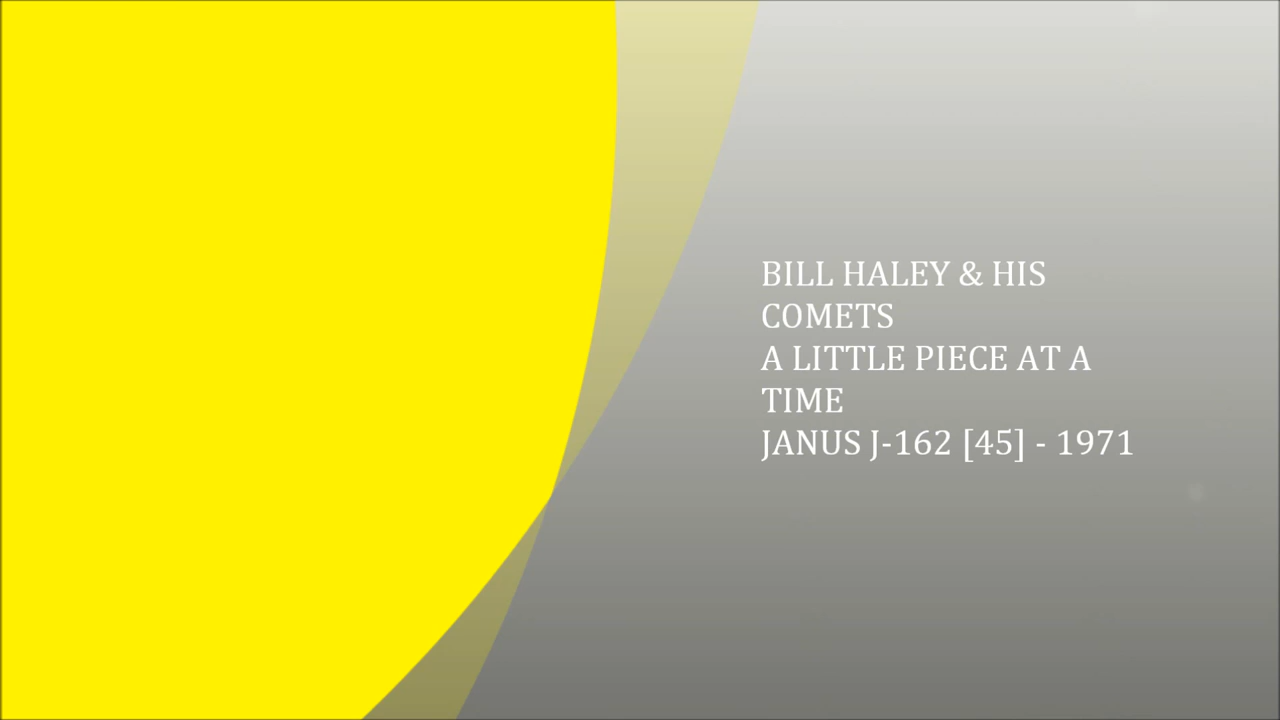 BILL HALEY & HIS
COMETS
A LITTLE PIECE AT A
TIME
JANUS J-162 [45] - 1971